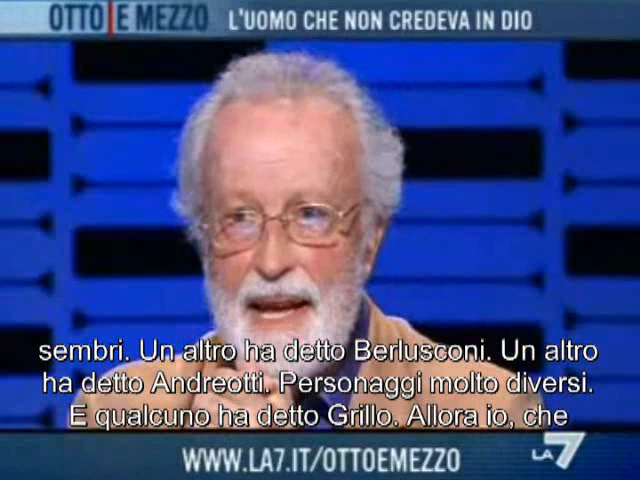 OTTO E MEZZO L'UOMO CHE NON CREDEVA IN DIO
sembri. Un altro ha detto Berlusconi. Un altro
ha detto Andreotti. Personaggi molto diversi.
E qualcuno ha detto Grillo. Allora io, che
WWW.LA7.IT/OTTOEMEZZO LA7